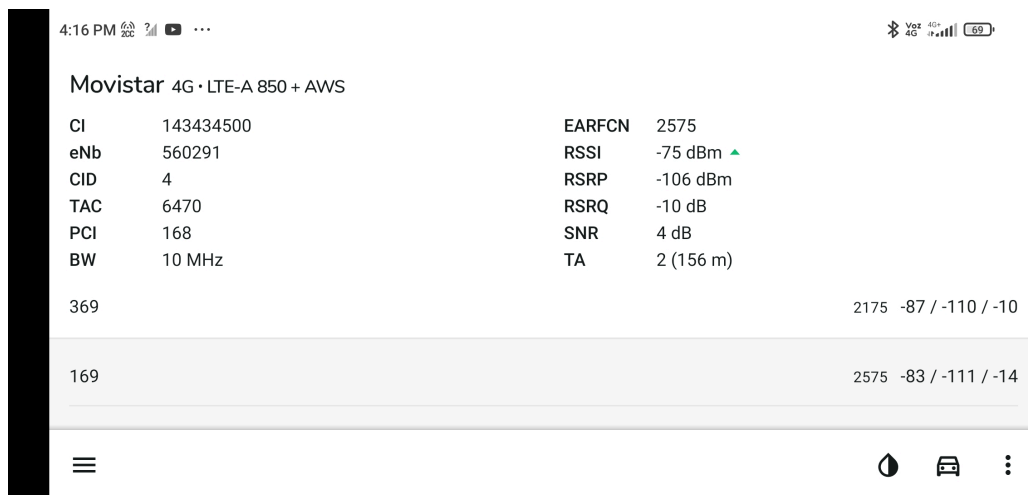 4:16 PM 2CC ? ... Voz 4G 4G+ 69
Movistar 4G • LTE-A 850 + AWS
CI 143434500 EARFCN 2575
eNb 560291 RSSI -75 dBm
CID 4 RSRP -106 dBm
TAC 6470 RSRQ -10 dB
PCI 168 SNR 4 dB
BW 10 MHz TA 2 (156 m)
369 2175 -87 / -110 / -10
169 2575 -83 / -111 / -14